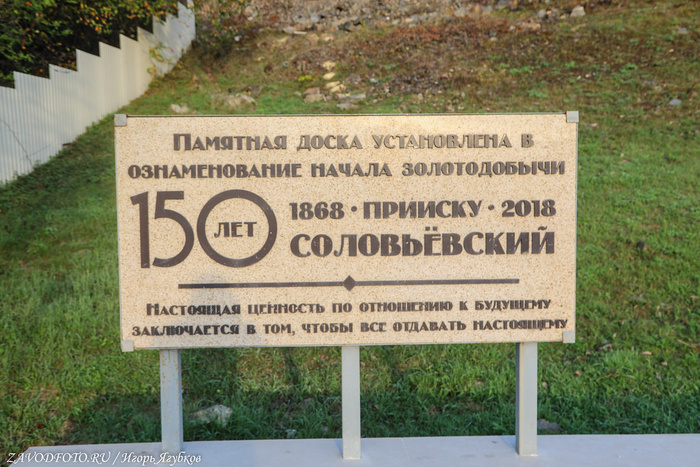 Памятная доска установлена в
ознаменование начала золотодобычи
150 лет
1868 • прииску • 2018
Соловьёвский
Настоящая ценность по отношению к будущему
заключается в том, чтобы все отдавать настоящему
ZAVODFOTO.RU / Игорь Ягубков